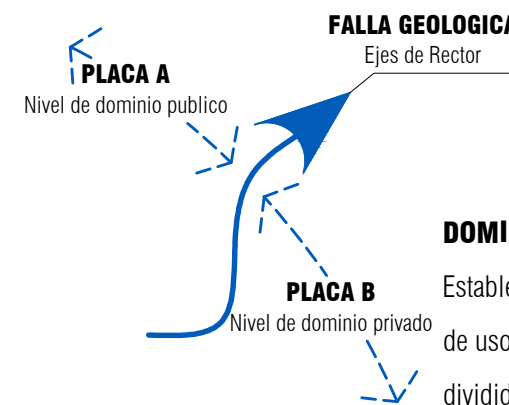 FALLA GEOLOGICA
Ejes de Rector
PLACA A
Nivel de dominio publico
PLACA B
Nivel de dominio privado
DOMI
Estable
de uso
dividid